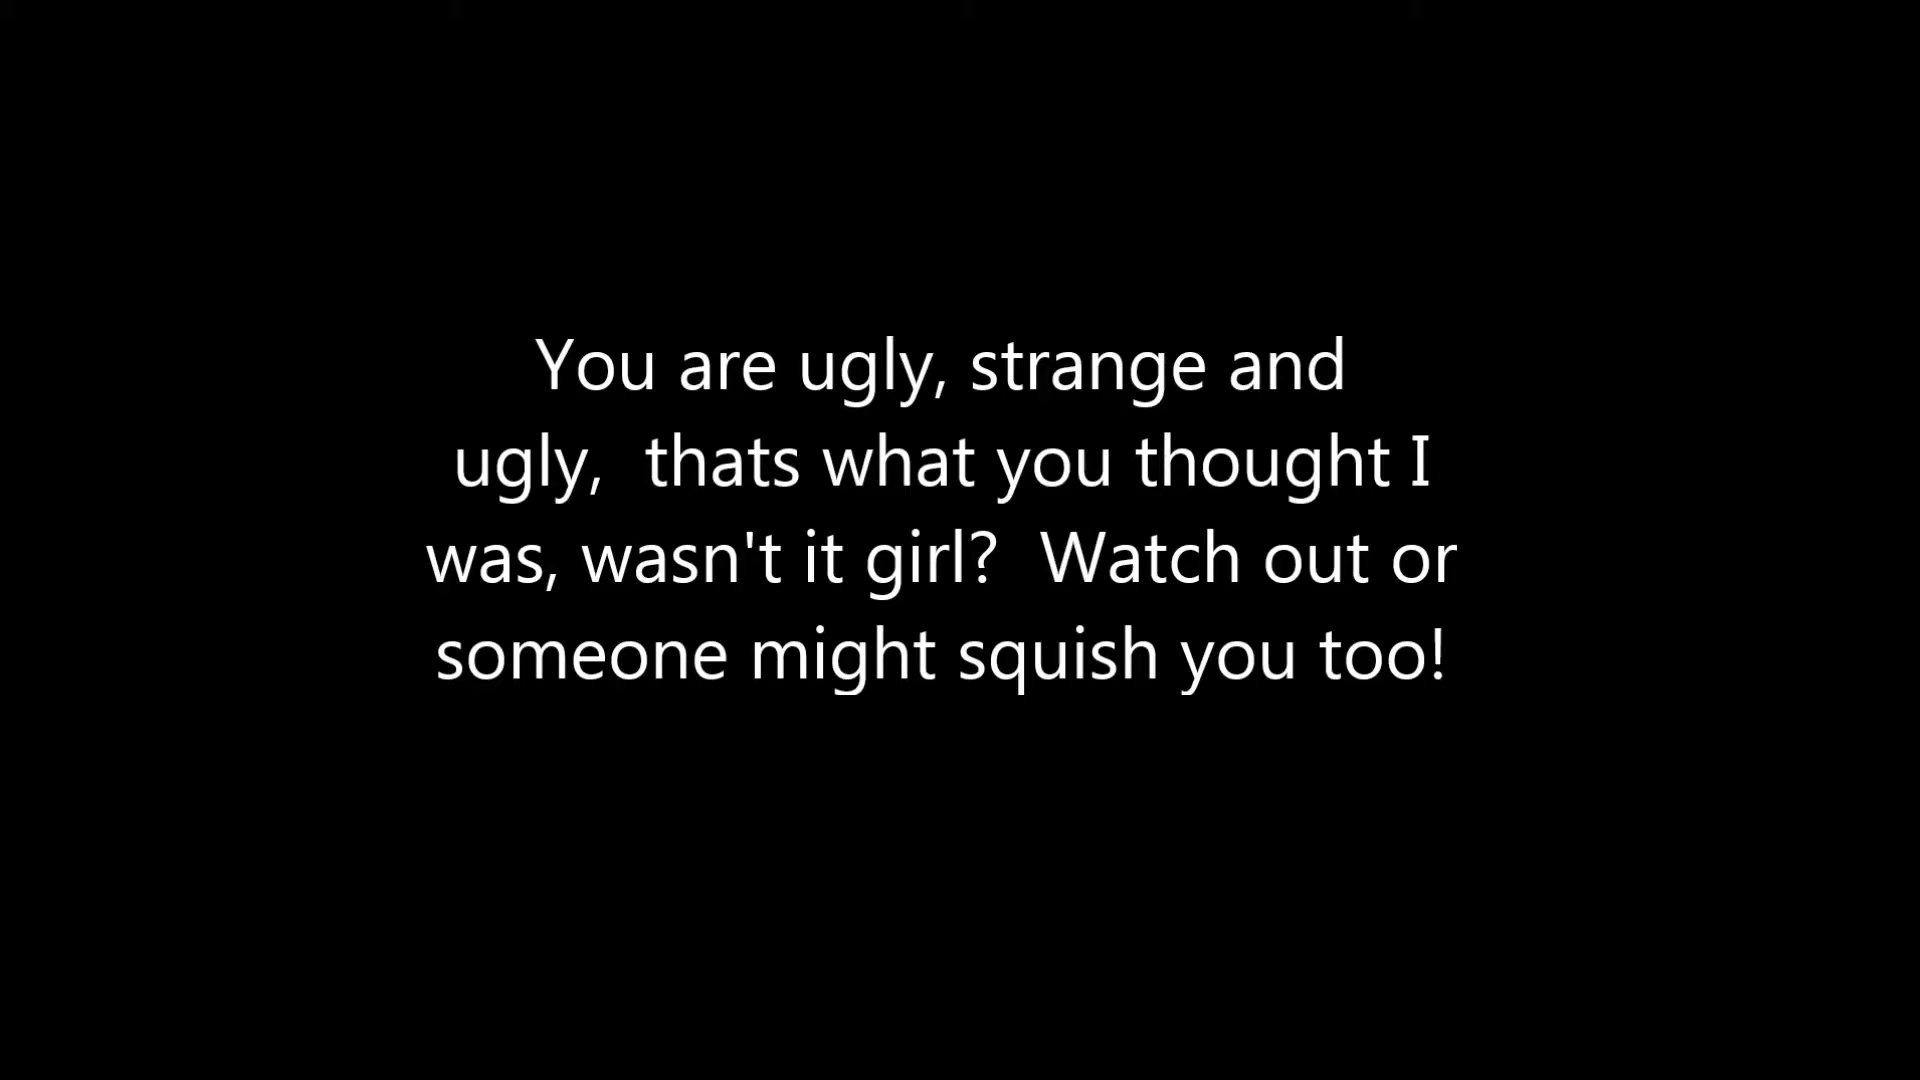 You are ugly, strange and
ugly,  thats what you thought I
was, wasn't it girl?  Watch out or
someone might squish you too!